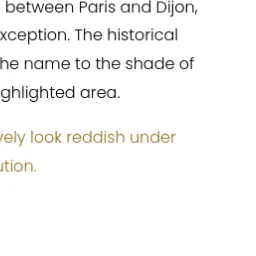 between Paris and Dijon,
xception. The historical
he name to the shade of
ghlighted area.
vely look reddish under
ution.